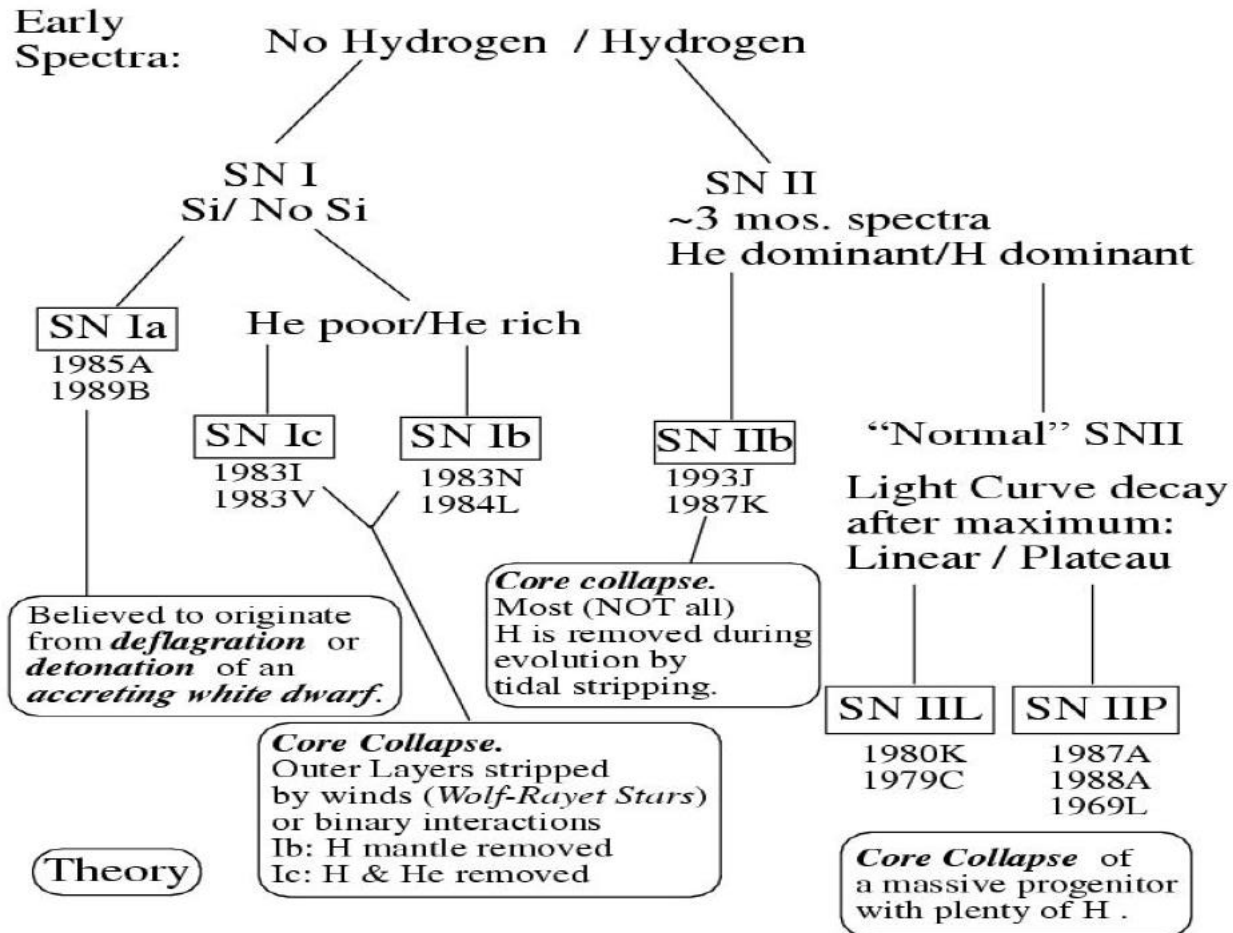 Early
Spectra:
No Hydrogen / Hydrogen
SN I
Si/ No Si
SN II
~3 mos. spectra
He dominant/H dominant
SN Ia
1985A
1989B
He poor/He rich
SN Ic
1983I
1983V
SN Ib
1983N
1984L
SN IIb
1993J
1987K
“Normal” SNII
Light Curve decay
after maximum:
Linear / Plateau
Believed to originate
from deflagration or
detonation of an
accreting white dwarf.
Core Collapse.
Outer Layers stripped
by winds (Wolf-Rayet Stars)
or binary interactions
Ib: H mantle removed
Ic: H & He removed
Core collapse.
Most (NOT all)
H is removed during
evolution by
tidal stripping.
SN IIL
1980K
1979C
SN IIP
1987A
1988A
1969L
Core Collapse of
a massive progenitor
with plenty of H .
Theory